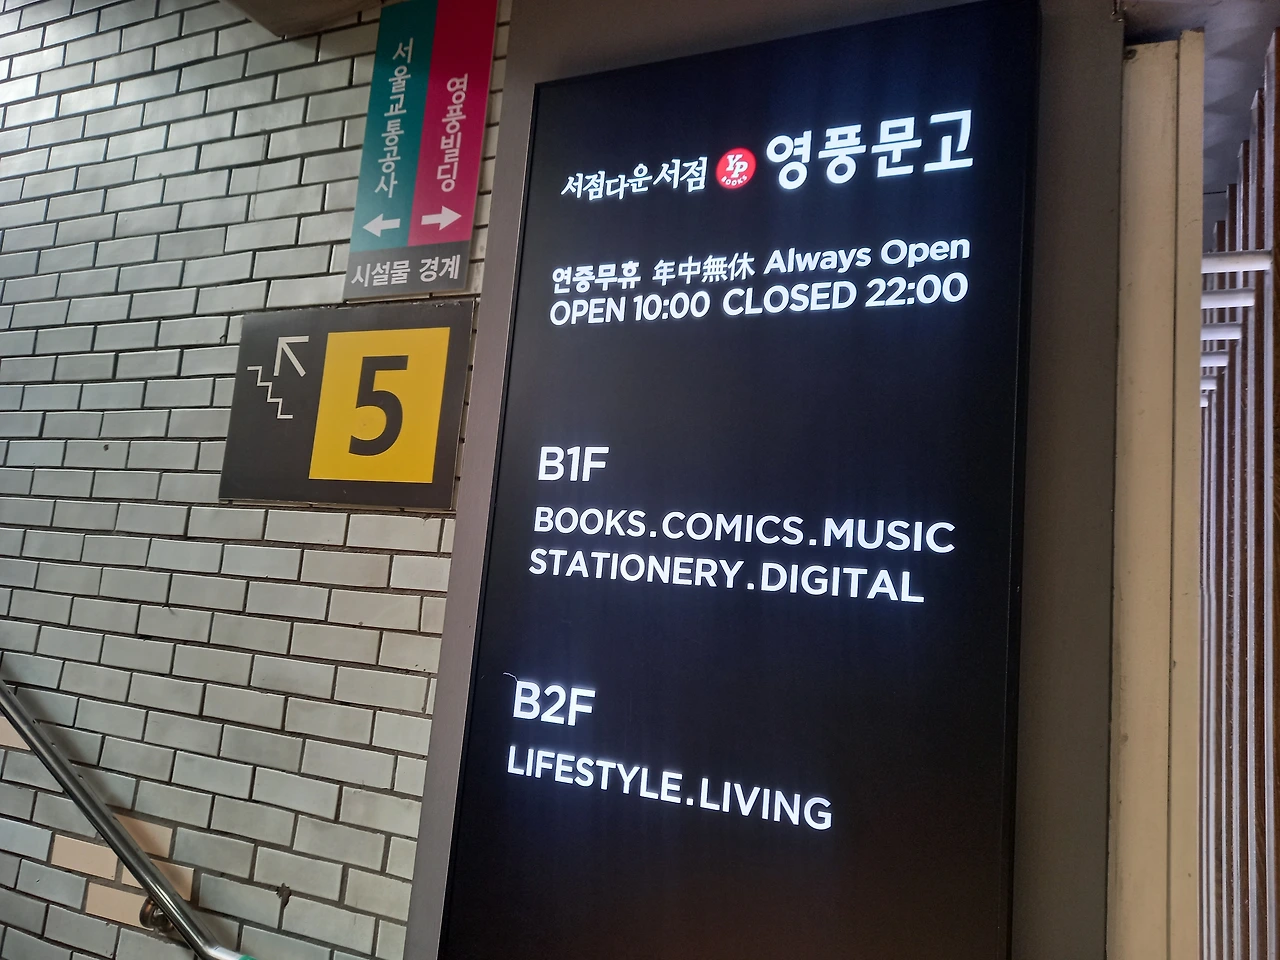 서울교통공사
영풍빌딩
시설물 경계
5
서점다운서점 YP BOOKS 영풍문고
연중무휴 年中無休 Always Open
OPEN 10:00 CLOSED 22:00
B1F
BOOKS.COMICS.MUSIC
STATIONERY.DIGITAL
B2F
LIFESTYLE.LIVING